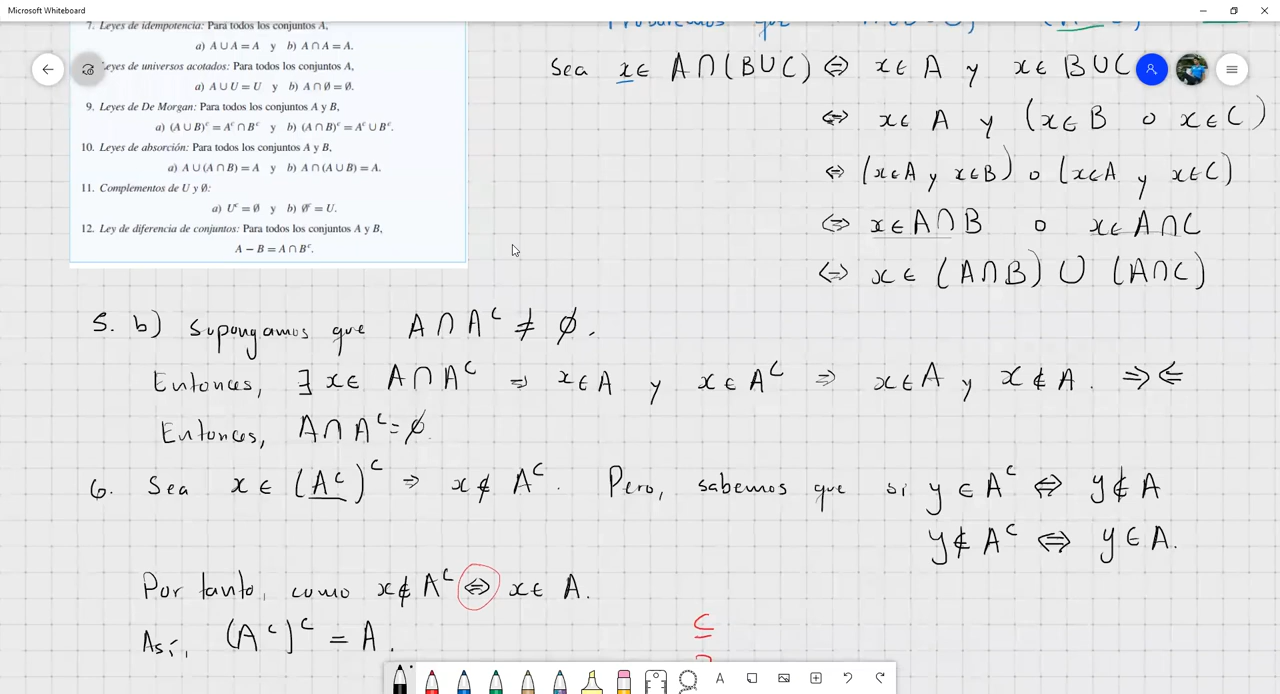 Microsoft Whiteboard
7. Leyes de idempotencia: Para todos los conjuntos A,
a) A ∪ A = A y b) A ∩ A = A.
Leyes de universos acotados: Para todos los conjuntos A,
a) A ∪ U = U y b) A ∩ Ø = Ø.
9. Leyes de De Morgan: Para todos los conjuntos A y B,
a) (A ∪ B)ᶜ = Aᶜ ∩ Bᶜ y b) (A ∩ B)ᶜ = Aᶜ ∪ Bᶜ.
10. Leyes de absorción: Para todos los conjuntos A y B,
a) A ∪ (A ∩ B) = A y b) A ∩ (A ∪ B) = A.
11. Complementos de U y Ø:
a) Uᶜ = Ø y b) Øᶜ = U.
12. Ley de diferencia de conjuntos: Para todos los conjuntos A y B,
A − B = A ∩ Bᶜ.
Probaremos que
Sea x ∈ A ∩ (B ∪ C) ⇔ x ∈ A y x ∈ B ∪ C
⇔ x ∈ A y (x ∈ B o x ∈ C)
⇔ (x ∈ A y x ∈ B) o (x ∈ A y x ∈ C)
⇔ x ∈ A ∩ B o x ∈ A ∩ C
⇔ x ∈ (A ∩ B) ∪ (A ∩ C)
5. b) Supongamos que A ∩ Aᶜ ≠ Ø.
Entonces, ∃ x ∈ A ∩ Aᶜ ⇒ x ∈ A y x ∈ Aᶜ ⇒ x ∈ A y x ∉ A. ⇒⇐
Entonces, A ∩ Aᶜ = Ø.
6. Sea x ∈ (Aᶜ)ᶜ ⇒ x ∉ Aᶜ. Pero, sabemos que si y ∈ Aᶜ ⇔ y ∉ A
y ∉ Aᶜ ⇔ y ∈ A.
Por tanto, como x ∉ Aᶜ ⇔ x ∈ A.
Así, (Aᶜ)ᶜ = A.
⊆